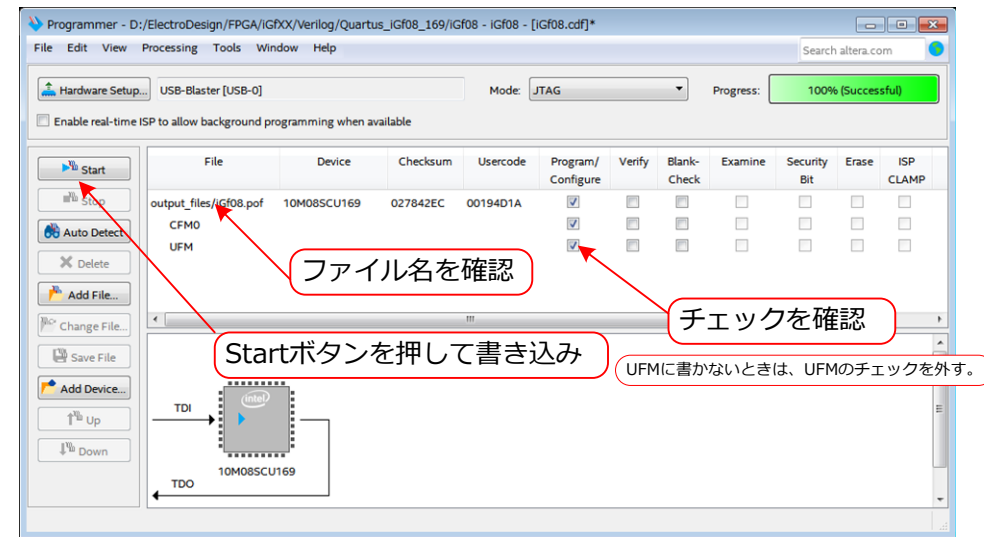 Programmer - D:/ElectroDesign/FPGA/iGfXX/Verilog/Quartus_iGf08_169/iGf08 - iGf08 - [iGf08.cdf]*
File Edit View Processing Tools Window Help
Search altera.com
Hardware Setup... USB-Blaster [USB-0] Mode: JTAG Progress: 100% (Successful)
Enable real-time ISP to allow background programming when available
File Device Checksum Usercode Program/ Configure Verify Blank- Check Examine Security Bit Erase ISP CLAMP
output_files/iGf08.pof 10M08SCU169 027842EC 00194D1A
CFM0
UFM
Start
Stop
Auto Detect
Delete
Add File...
Change File...
Save File
Add Device...
Up
Down
ファイル名を確認
チェックを確認
Startボタンを押して書き込み
UFMに書かないときは、UFMのチェックを外す。
TDI
intel
10M08SCU169
TDO